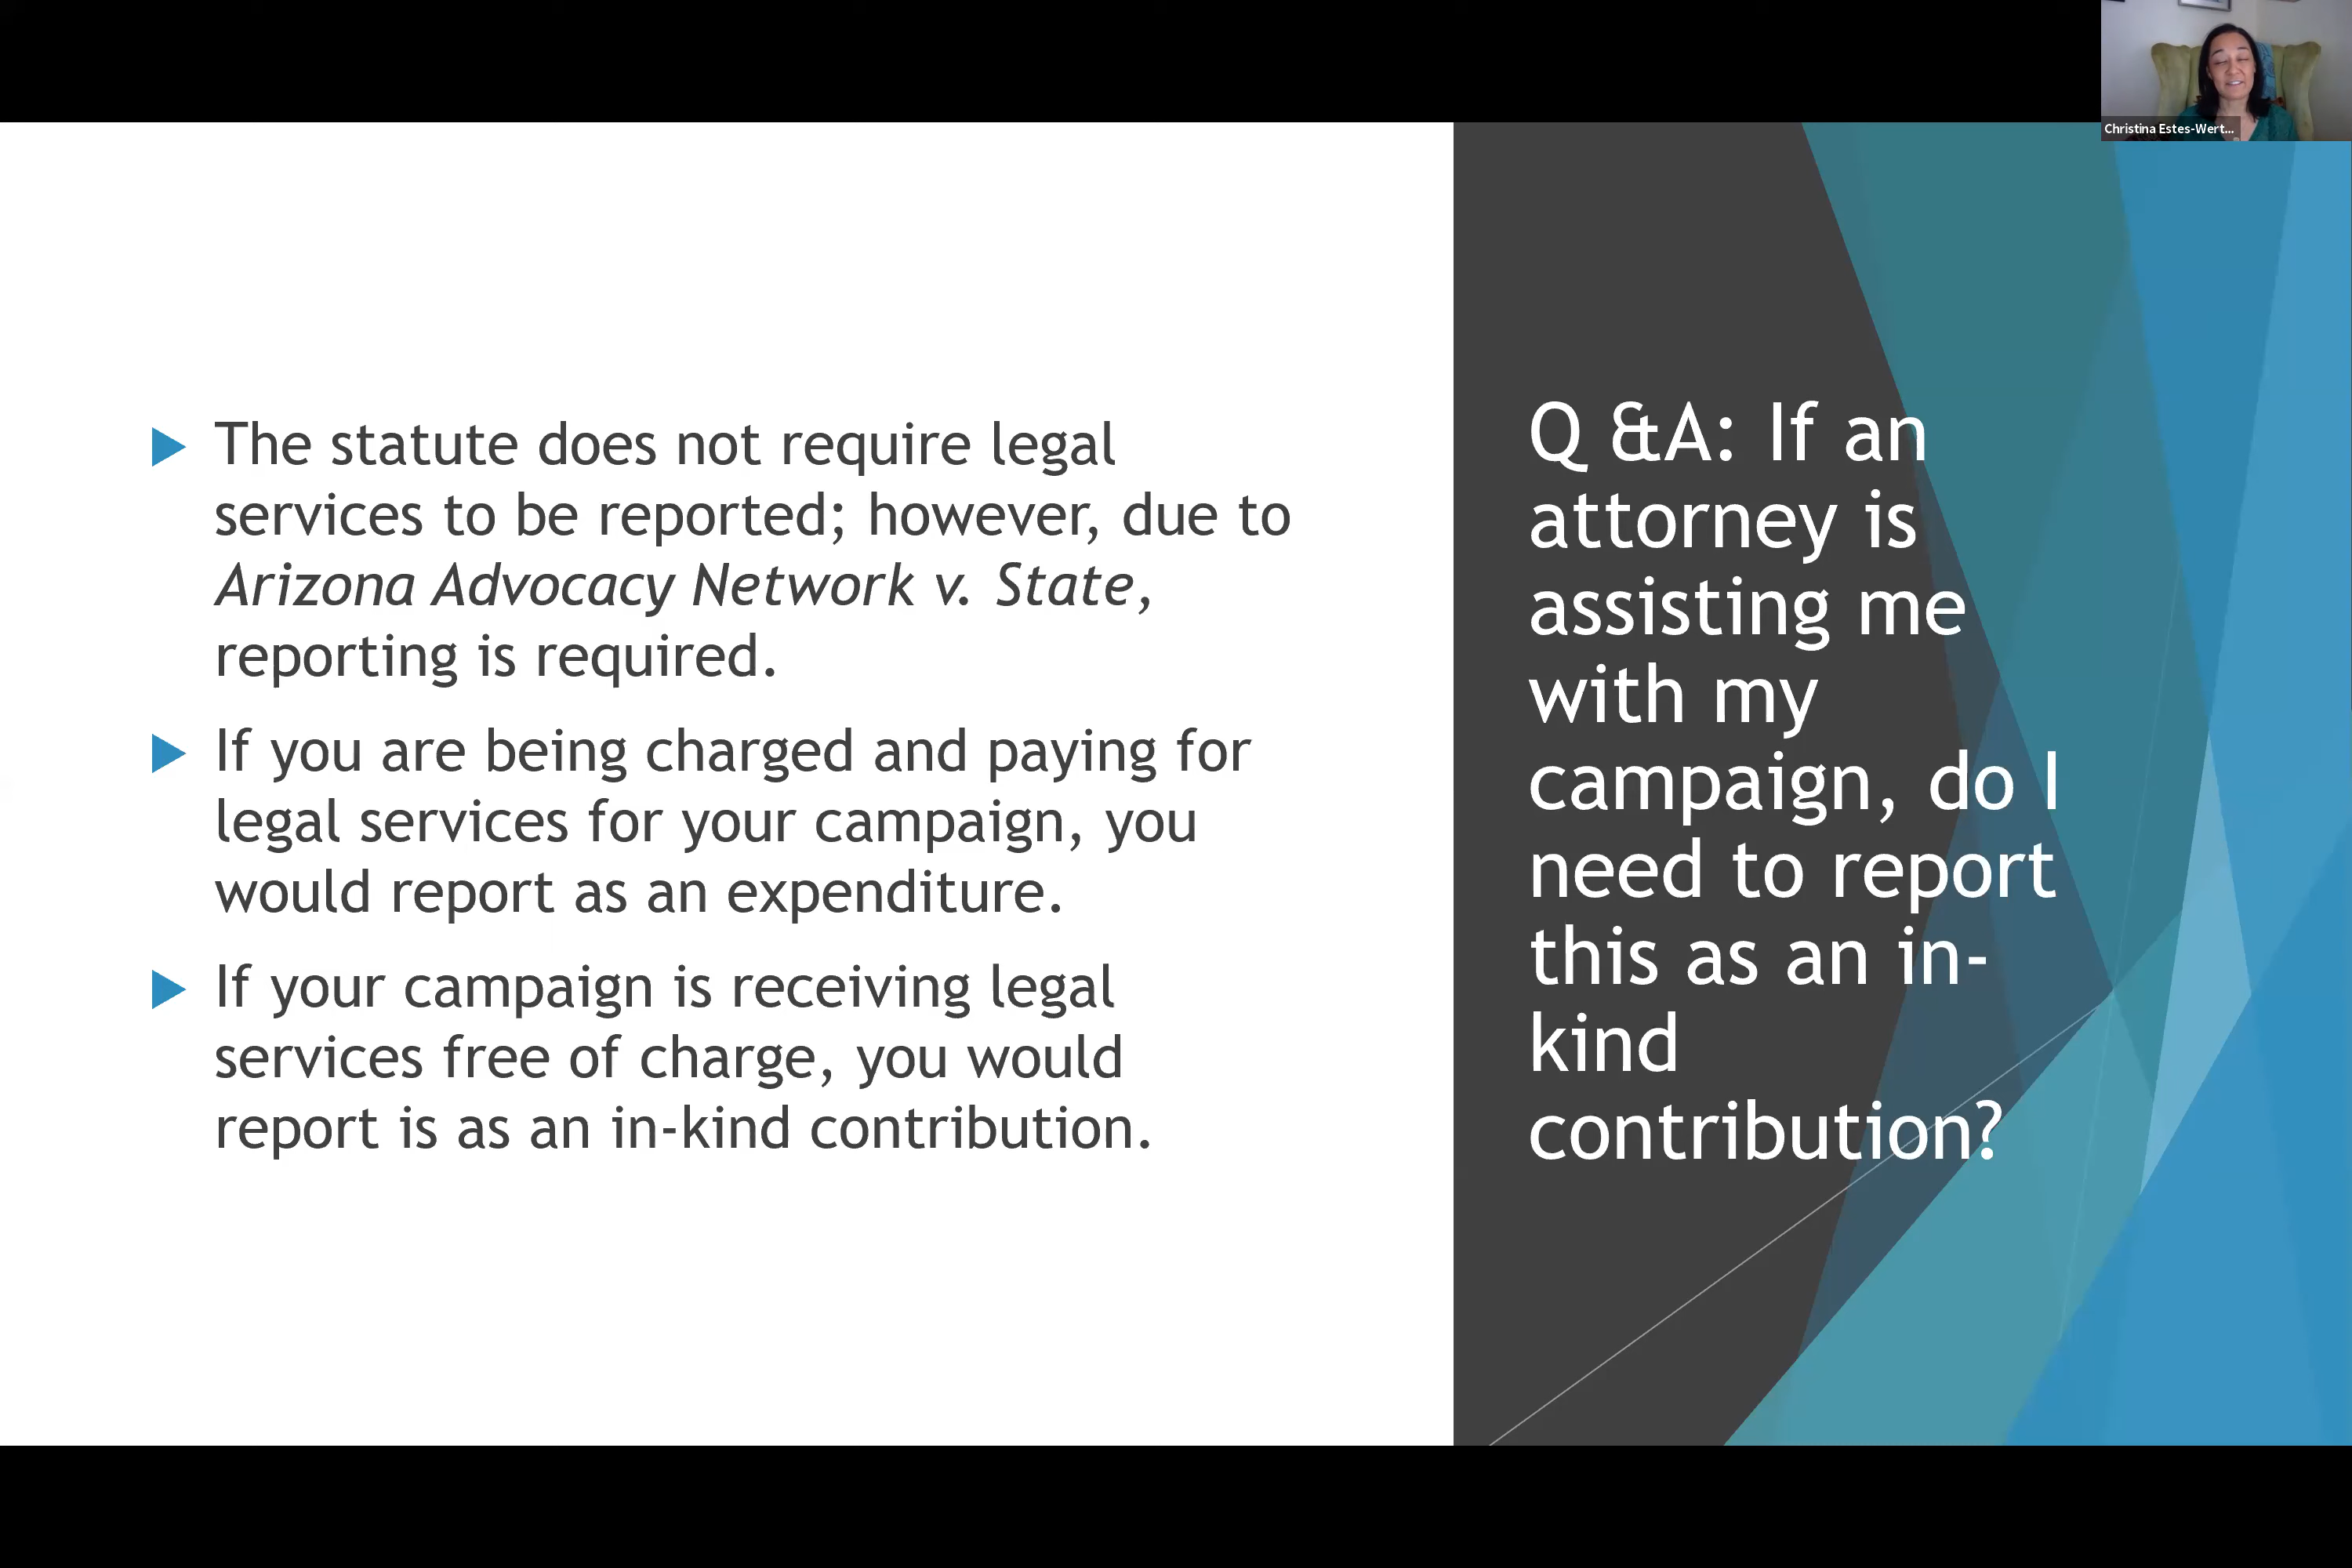 Christina Estes-Wert...
The statute does not require legal
services to be reported; however, due to
Arizona Advocacy Network v. State,
reporting is required.
If you are being charged and paying for
legal services for your campaign, you
would report as an expenditure.
If your campaign is receiving legal
services free of charge, you would
report is as an in-kind contribution.
Q &A: If an
attorney is
assisting me
with my
campaign, do I
need to report
this as an in-
kind
contribution?